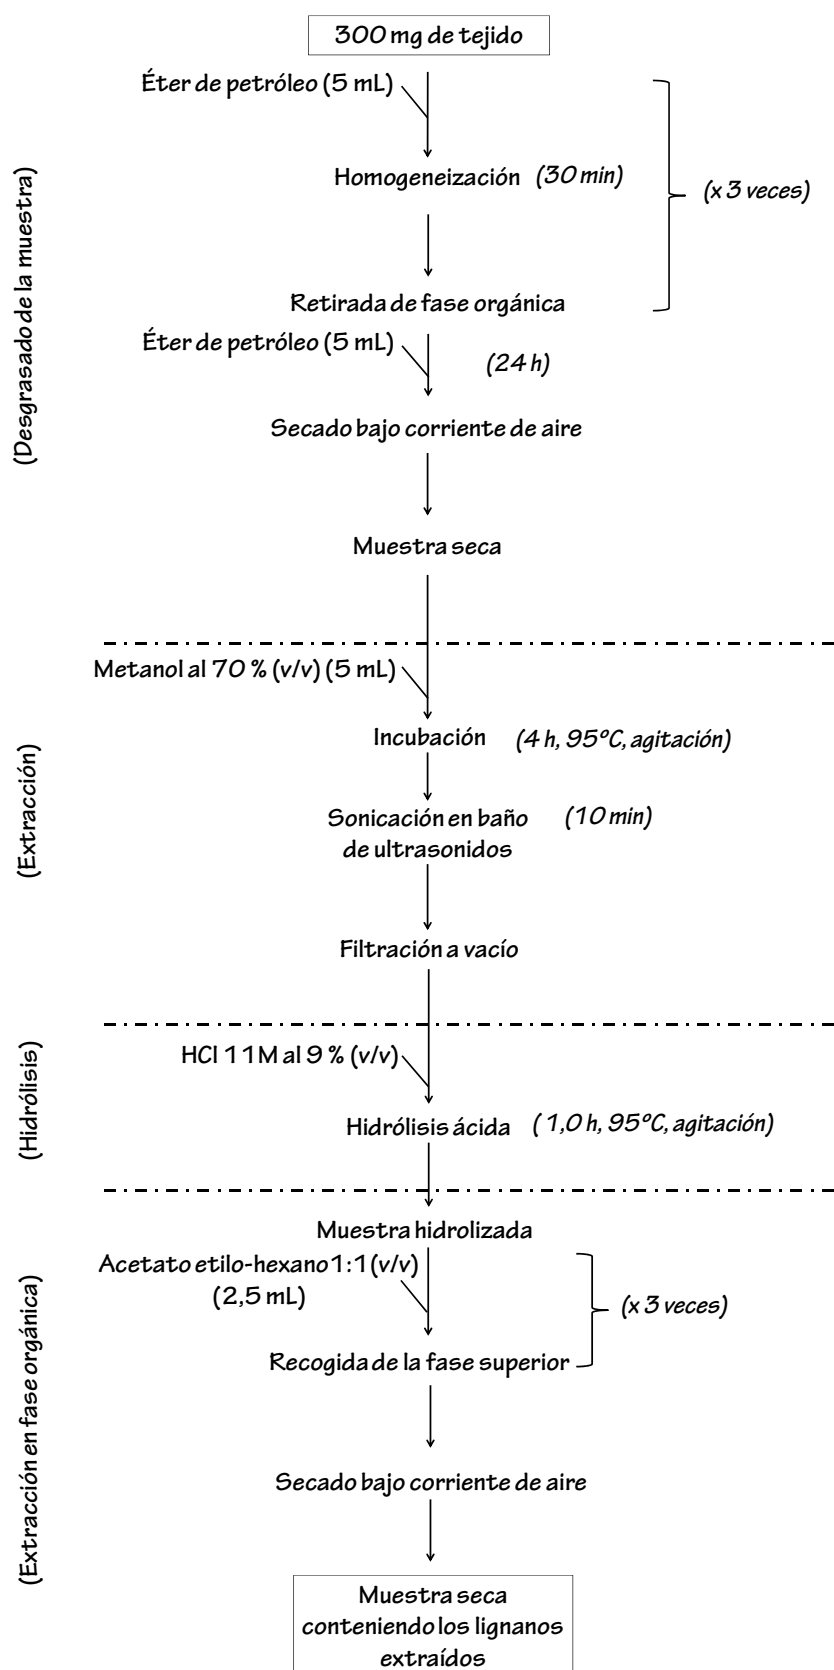 300 mg de tejido
Éter de petróleo (5 mL)
Homogeneización (30 min)
(x 3 veces)
Retirada de fase orgánica
Éter de petróleo (5 mL)
(24 h)
Secado bajo corriente de aire
Muestra seca
(Desgrasado de la muestra)
Metanol al 70 % (v/v) (5 mL)
Incubación (4 h, 95ºC, agitación)
Sonicación en baño (10 min)
de ultrasonidos
Filtración a vacío
(Extracción)
HCl 11M al 9 % (v/v)
Hidrólisis ácida ( 1,0 h, 95ºC, agitación)
(Hidrólisis)
Muestra hidrolizada
Acetato etilo-hexano 1:1 (v/v)
(2,5 mL)
(x 3 veces)
Recogida de la fase superior
Secado bajo corriente de aire
(Extracción en fase orgánica)
Muestra seca
conteniendo los lignanos
extraídos